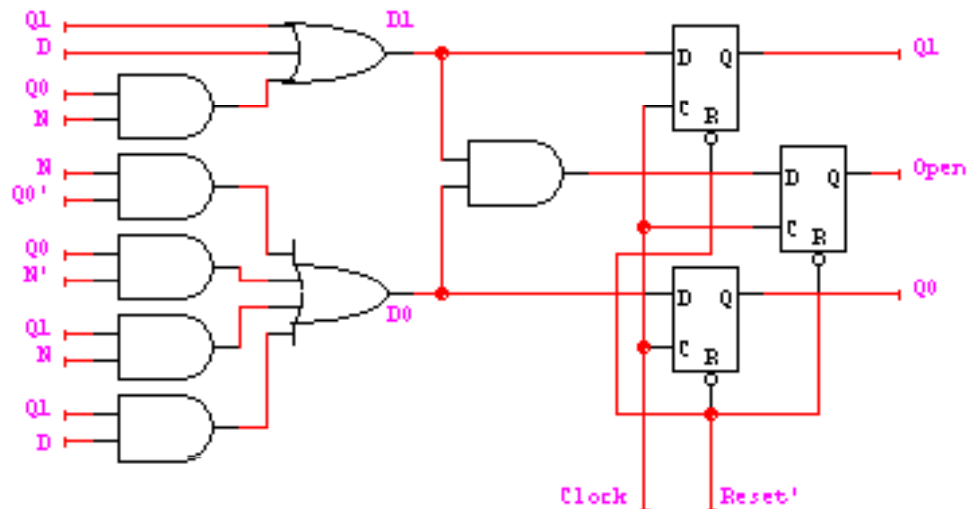 Q1
D1
D
Q0
N
N
Q0'
Q0
N'
D0
Q1
N
Q1
D
D Q
C R
Q1
D Q
C R
Open
D Q
C R
Q0
Clock
Reset'